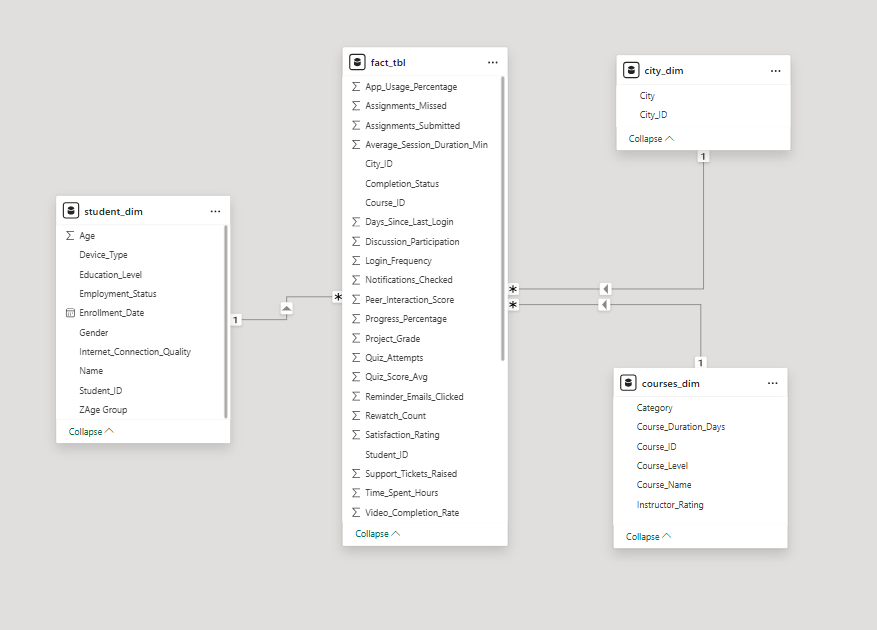 student_dim
...
Age
Device_Type
Education_Level
Employment_Status
Enrollment_Date
Gender
Internet_Connection_Quality
Name
Student_ID
ZAge Group
Collapse
1
*
fact_tbl
...
Σ App_Usage_Percentage
Σ Assignments_Missed
Σ Assignments_Submitted
Σ Average_Session_Duration_Min
City_ID
Completion_Status
Course_ID
Σ Days_Since_Last_Login
Σ Discussion_Participation
Σ Login_Frequency
Σ Notifications_Checked
Σ Peer_Interaction_Score
Σ Progress_Percentage
Σ Project_Grade
Σ Quiz_Attempts
Σ Quiz_Score_Avg
Σ Reminder_Emails_Clicked
Σ Rewatch_Count
Σ Satisfaction_Rating
Student_ID
Σ Support_Tickets_Raised
Σ Time_Spent_Hours
Σ Video_Completion_Rate
Collapse
*
*
city_dim
...
City
City_ID
Collapse
1
1
courses_dim
...
Category
Course_Duration_Days
Course_ID
Course_Level
Course_Name
Instructor_Rating
Collapse